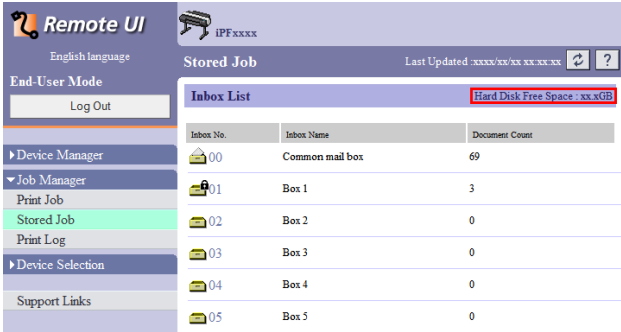 Remote UI
English language
End-User Mode
Log Out
Device Manager
Job Manager
Print Job
Stored Job
Print Log
Device Selection
Support Links
iPFxxxx
Stored Job
Last Updated :xxxx/xx/xx xx:xx:xx
?
Inbox List
Hard Disk Free Space : xx.xGB
Inbox No. Inbox Name Document Count
00 Common mail box 69
01 Box 1 3
02 Box 2 0
03 Box 3 0
04 Box 4 0
05 Box 5 0